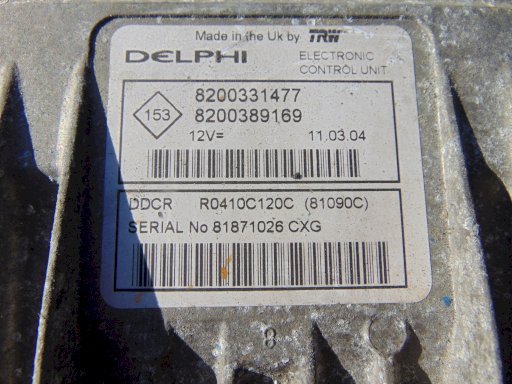 Made in the Uk by TRW
DELPHI ELECTRONIC
CONTROL UNIT
8200331477
153 8200389169
12V= 11.03.04
DDCR R0410C120C (81090C)
SERIAL No 81871026 CXG
8